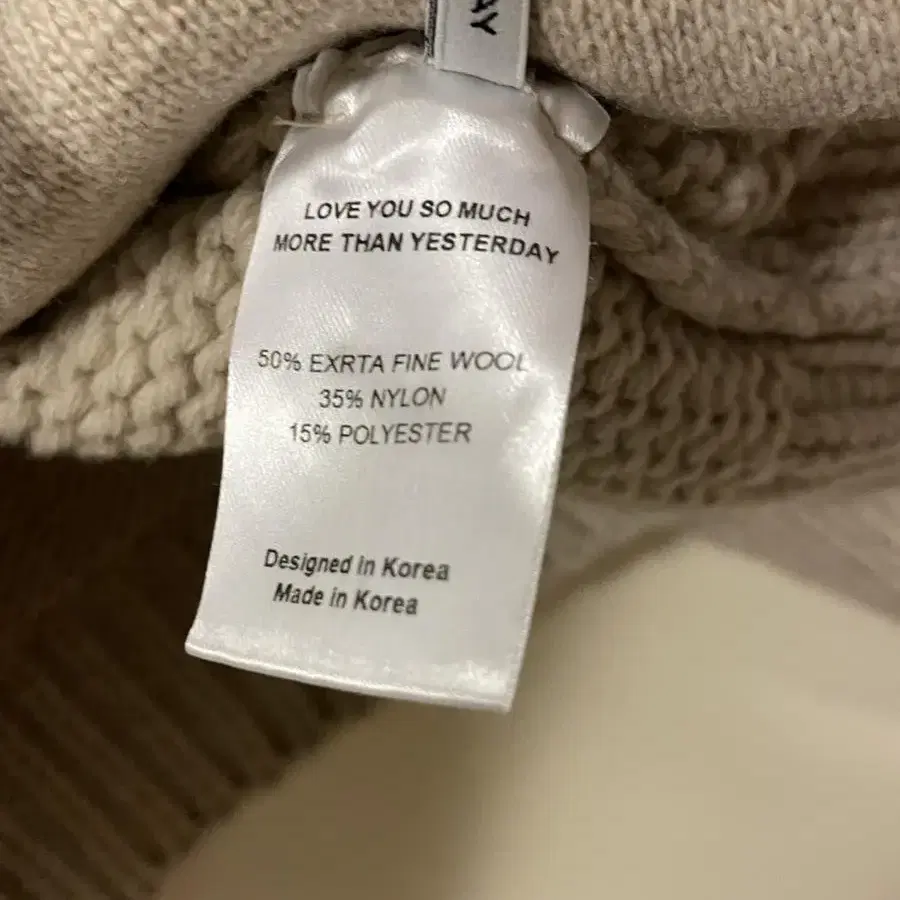 AY
LOVE YOU SO MUCH
MORE THAN YESTERDAY
50% EXRTA FINE WOOL
35% NYLON
15% POLYESTER
Designed in Korea
Made in Korea